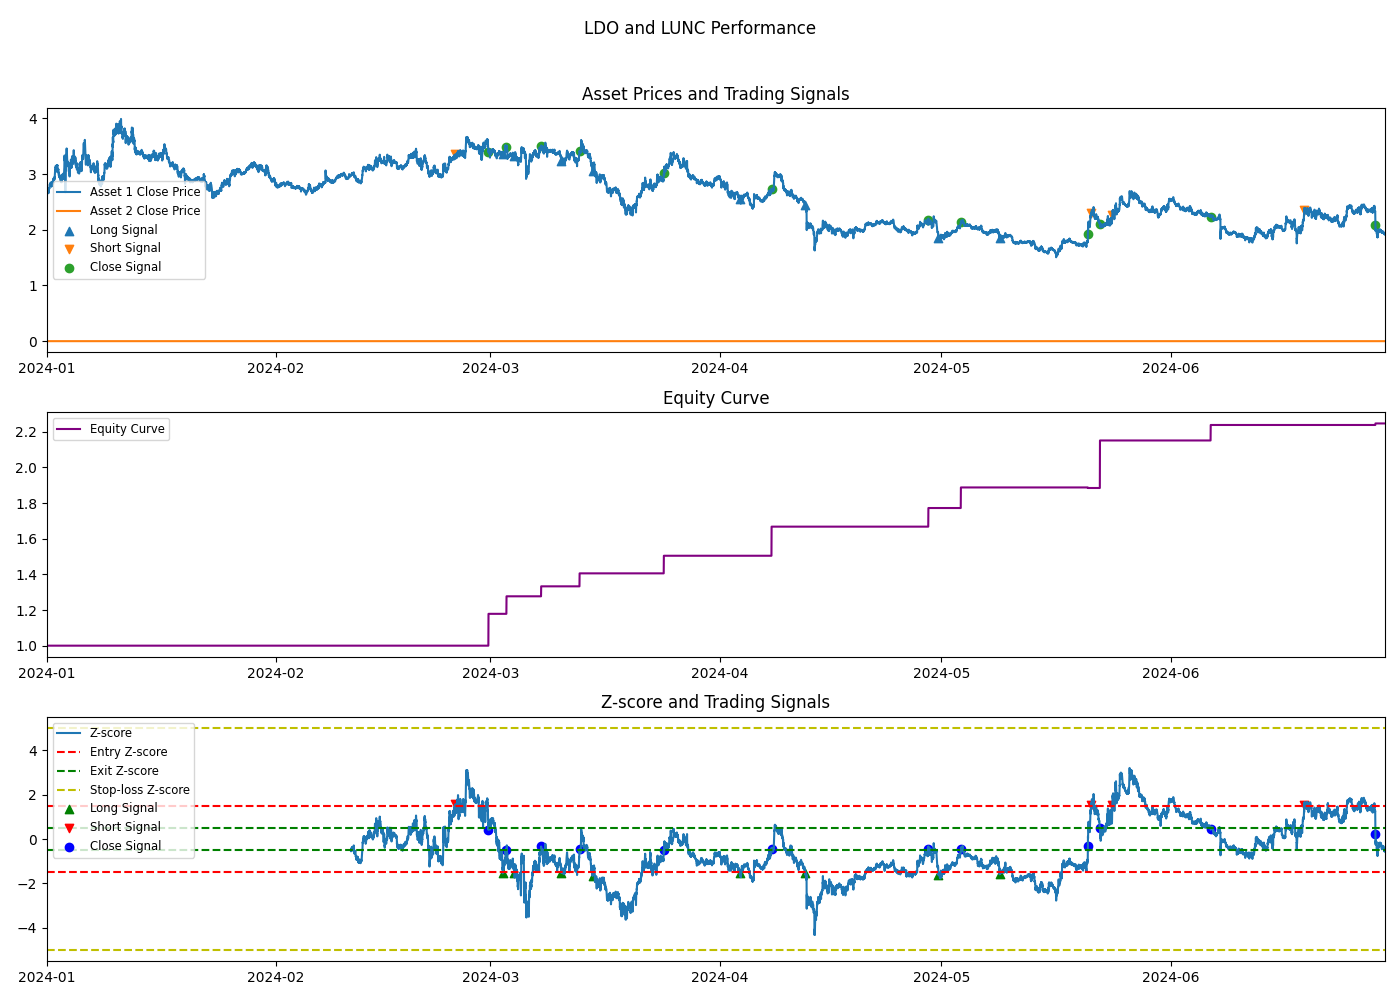 LDO and LUNC Performance
Asset Prices and Trading Signals
4
3
2
1
0
Asset 1 Close Price
Asset 2 Close Price
Long Signal
Short Signal
Close Signal
2024-01 2024-02 2024-03 2024-04 2024-05 2024-06
Equity Curve
2.2
2.0
1.8
1.6
1.4
1.2
1.0
Equity Curve
2024-01 2024-02 2024-03 2024-04 2024-05 2024-06
Z-score and Trading Signals
4
2
0
−2
−4
Z-score
Entry Z-score
Exit Z-score
Stop-loss Z-score
Long Signal
Short Signal
Close Signal
2024-01 2024-02 2024-03 2024-04 2024-05 2024-06